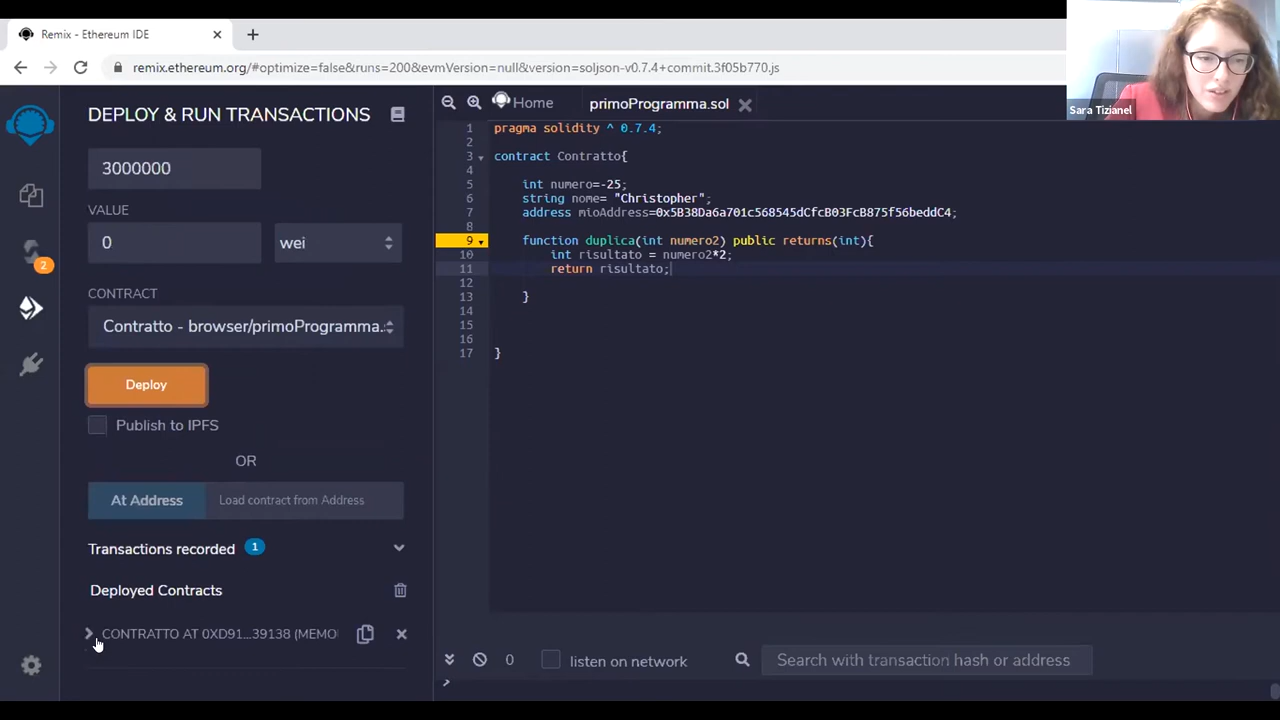 Remix - Ethereum IDE
remix.ethereum.org/#optimize=false&runs=200&evmVersion=null&version=soljson-v0.7.4+commit.3f05b770.js
Sara Tizianel
DEPLOY & RUN TRANSACTIONS
3000000
VALUE
0
wei
CONTRACT
Contratto - browser/primoProgramma.
Deploy
Publish to IPFS
OR
At Address
Load contract from Address
Transactions recorded 1
Deployed Contracts
CONTRATTO AT 0XD91...39138 (MEMO
2
Home
primoProgramma.sol
1 pragma solidity ^ 0.7.4;
2
3 contract Contratto{
4
5 int numero=-25;
6 string nome= "Christopher";
7 address mioAddress=0x5B38Da6a701c568545dCfcB03FcB875f56beddC4;
8
9 function duplica(int numero2) public returns(int){
10 int risultato = numero2*2;
11 return risultato;
12
13 }
14
15
16
17 }
0
listen on network
Search with transaction hash or address
>